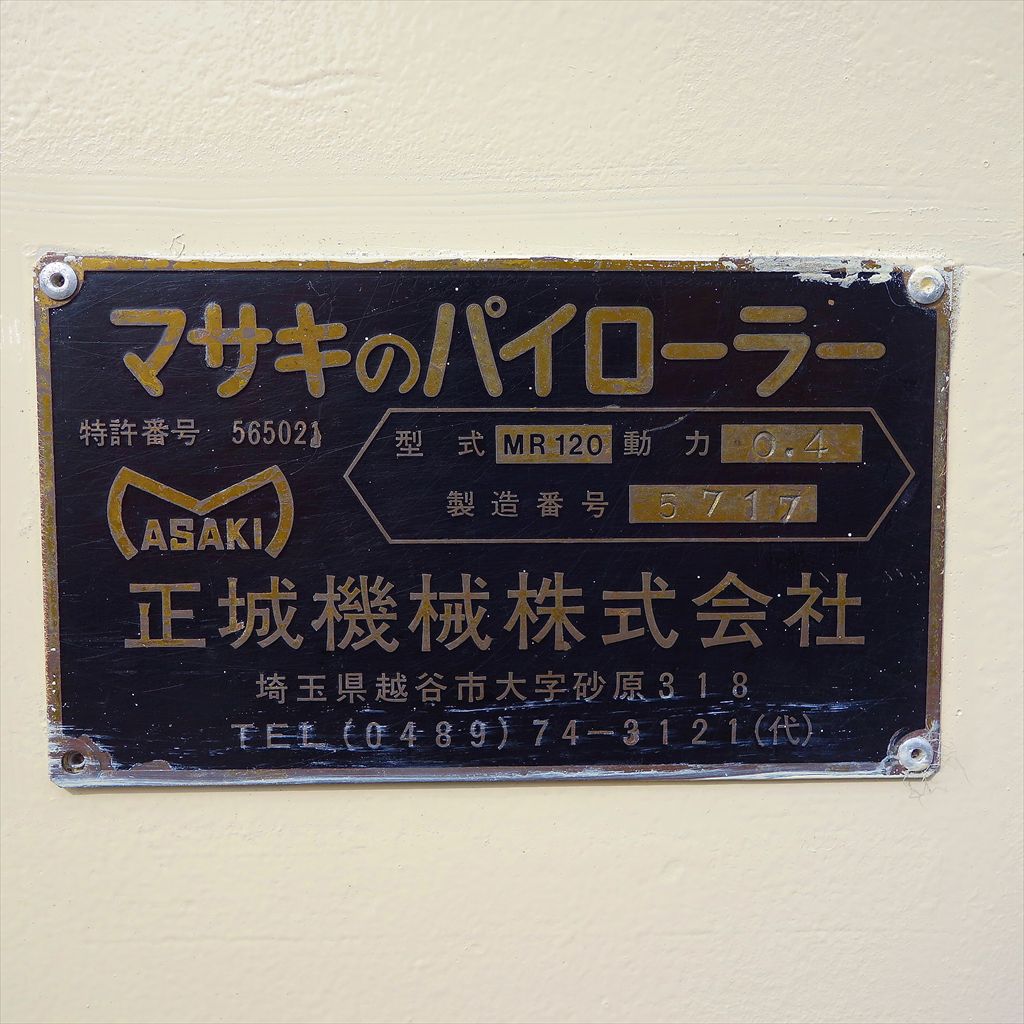 マサキのパイローラー
特許番号 565021
型式 MR120 動力 0.4
製造番号 5717
MASAKI
正城機械株式会社
埼玉県越谷市大字砂原318
TEL(0489)74-3121(代)